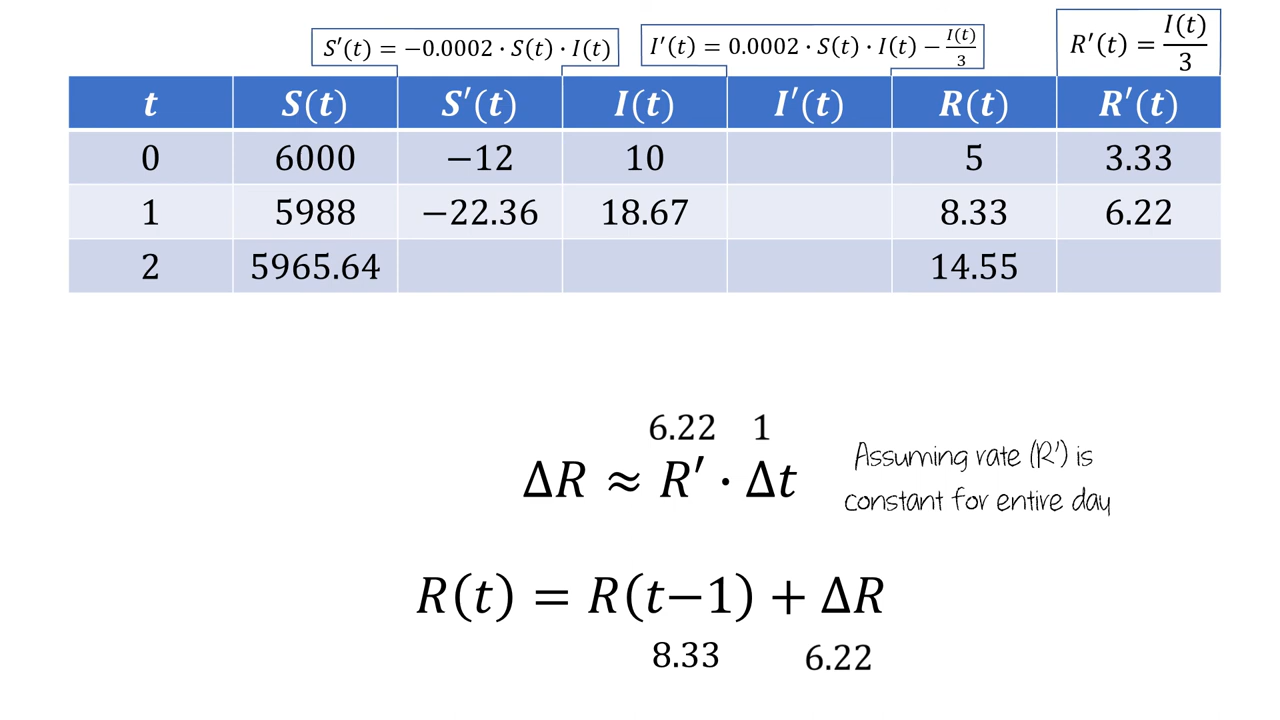 S′(t) = −0.0002 · S(t) · I(t)
I′(t) = 0.0002 · S(t) · I(t) − I(t)/3
R′(t) = I(t)/3
t S(t) S′(t) I(t) I′(t) R(t) R′(t)
0 6000 −12 10 5 3.33
1 5988 −22.36 18.67 8.33 6.22
2 5965.64 14.55
6.22 1
ΔR ≈ R′ · Δt
Assuming rate (R′) is
constant for entire day
R(t) = R(t−1) + ΔR
8.33 6.22